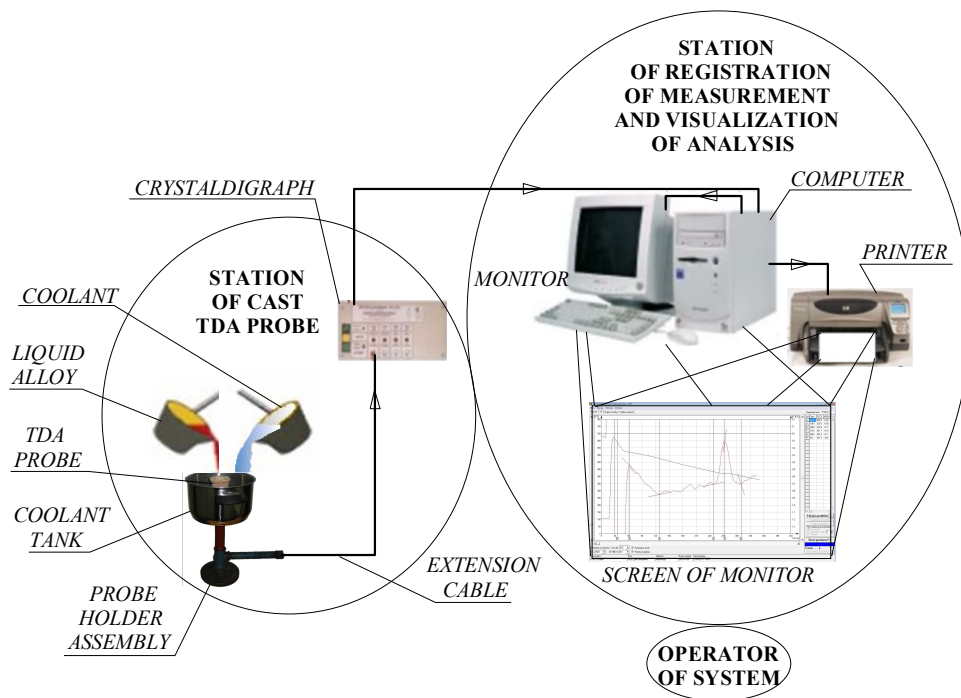 STATION
OF REGISTRATION
OF MEASUREMENT
AND VISUALIZATION
OF ANALYSIS
CRYSTALDIGRAPH
COMPUTER
PRINTER
MONITOR
STATION
OF CAST
TDA PROBE
COOLANT
LIQUID
ALLOY
TDA
PROBE
COOLANT
TANK
PROBE
HOLDER
ASSEMBLY
EXTENSION
CABLE
SCREEN OF MONITOR
OPERATOR
OF SYSTEM